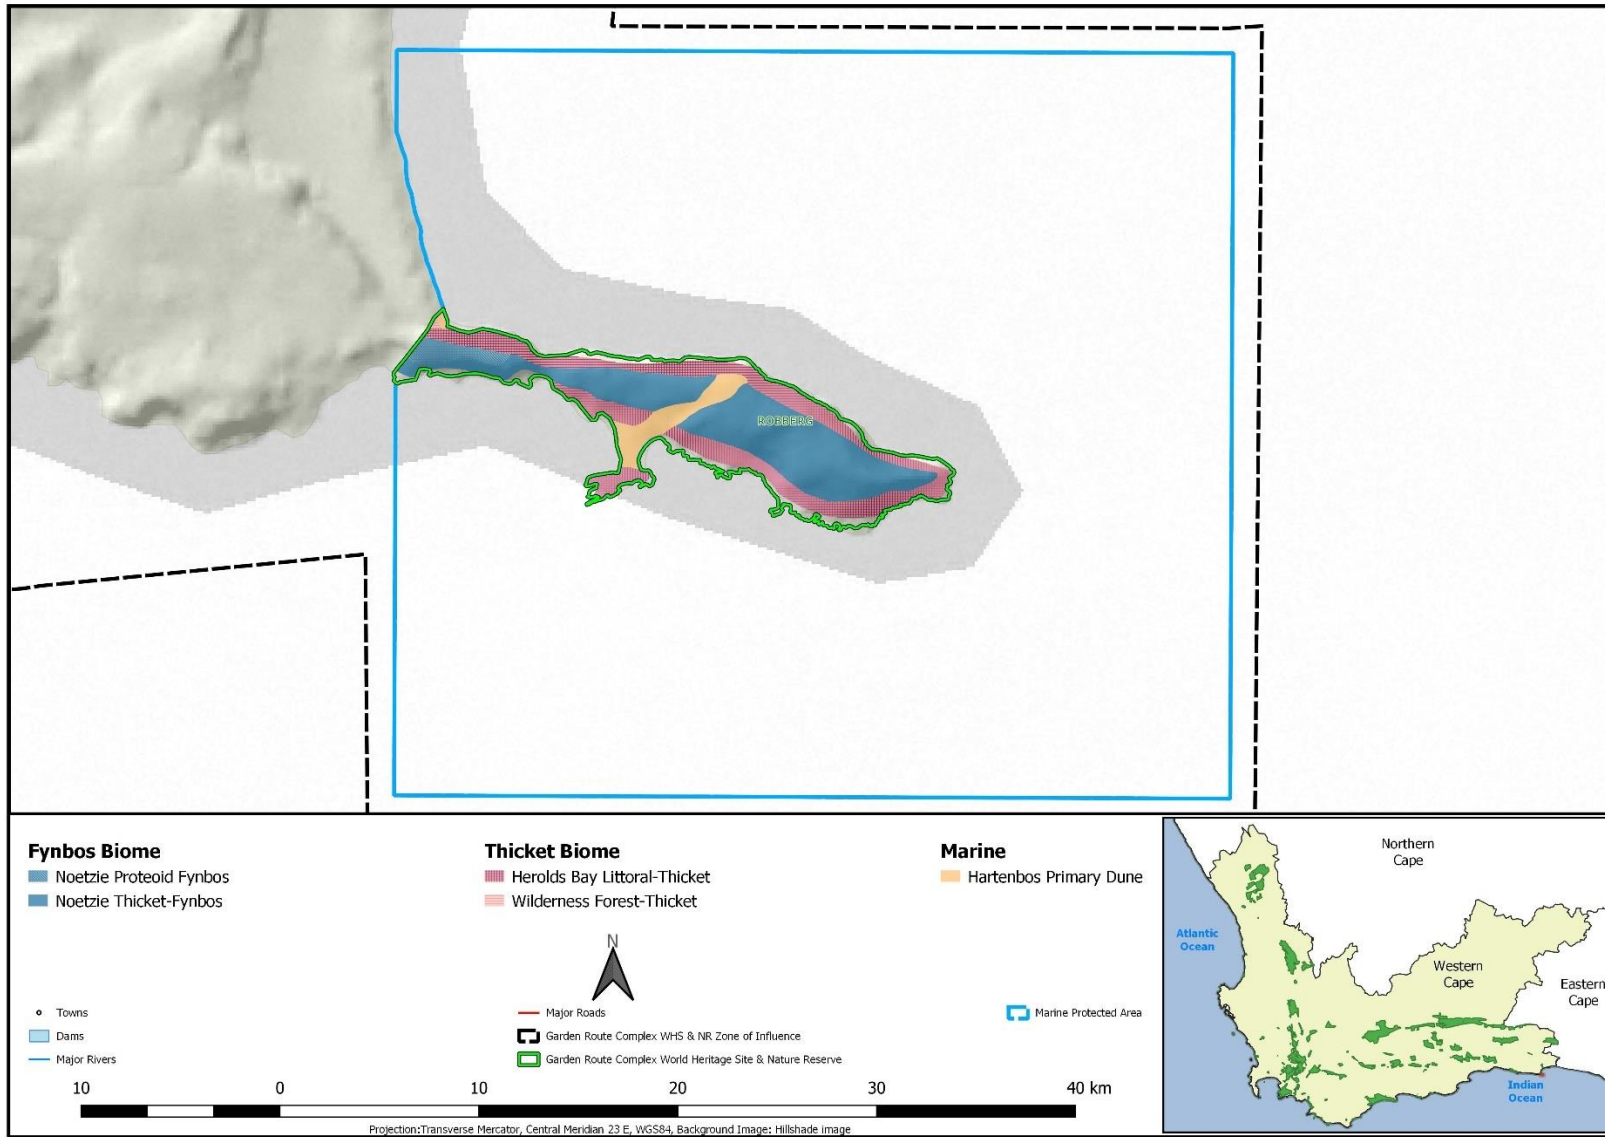 ROBBERG
Fynbos Biome
Noetzie Proteoid Fynbos
Noetzie Thicket-Fynbos
Thicket Biome
Herolds Bay Littoral-Thicket
Wilderness Forest-Thicket
Marine
Hartenbos Primary Dune
N
Towns
Dams
Major Rivers
Major Roads
Garden Route Complex WHS & NR Zone of Influence
Garden Route Complex World Heritage Site & Nature Reserve
Marine Protected Area
10 0 10 20 30 40 km
Projection:Transverse Mercator, Central Meridian 23 E, WGS84, Background Image: Hillshade image
Northern
Cape
Atlantic
Ocean
Western
Cape
Eastern
Cape
Indian
Ocean